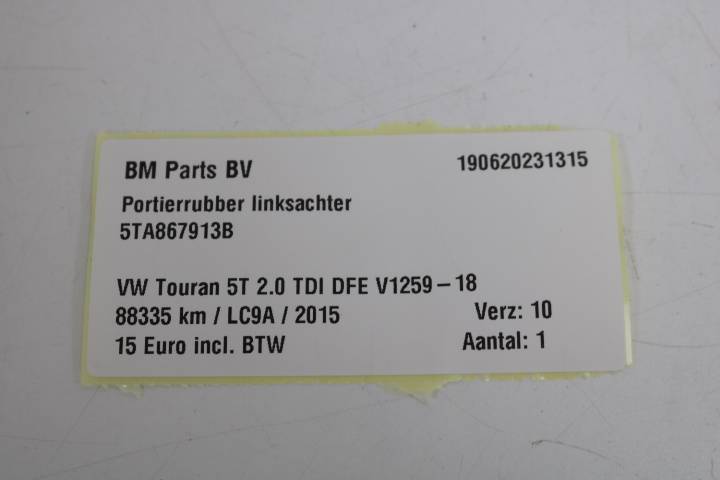 BM Parts BV 190620231315
Portierrubber linksachter
5TA867913B
VW Touran 5T 2.0 TDI DFE V1259-18
88335 km / LC9A / 2015 Verz: 10
15 Euro incl. BTW Aantal: 1